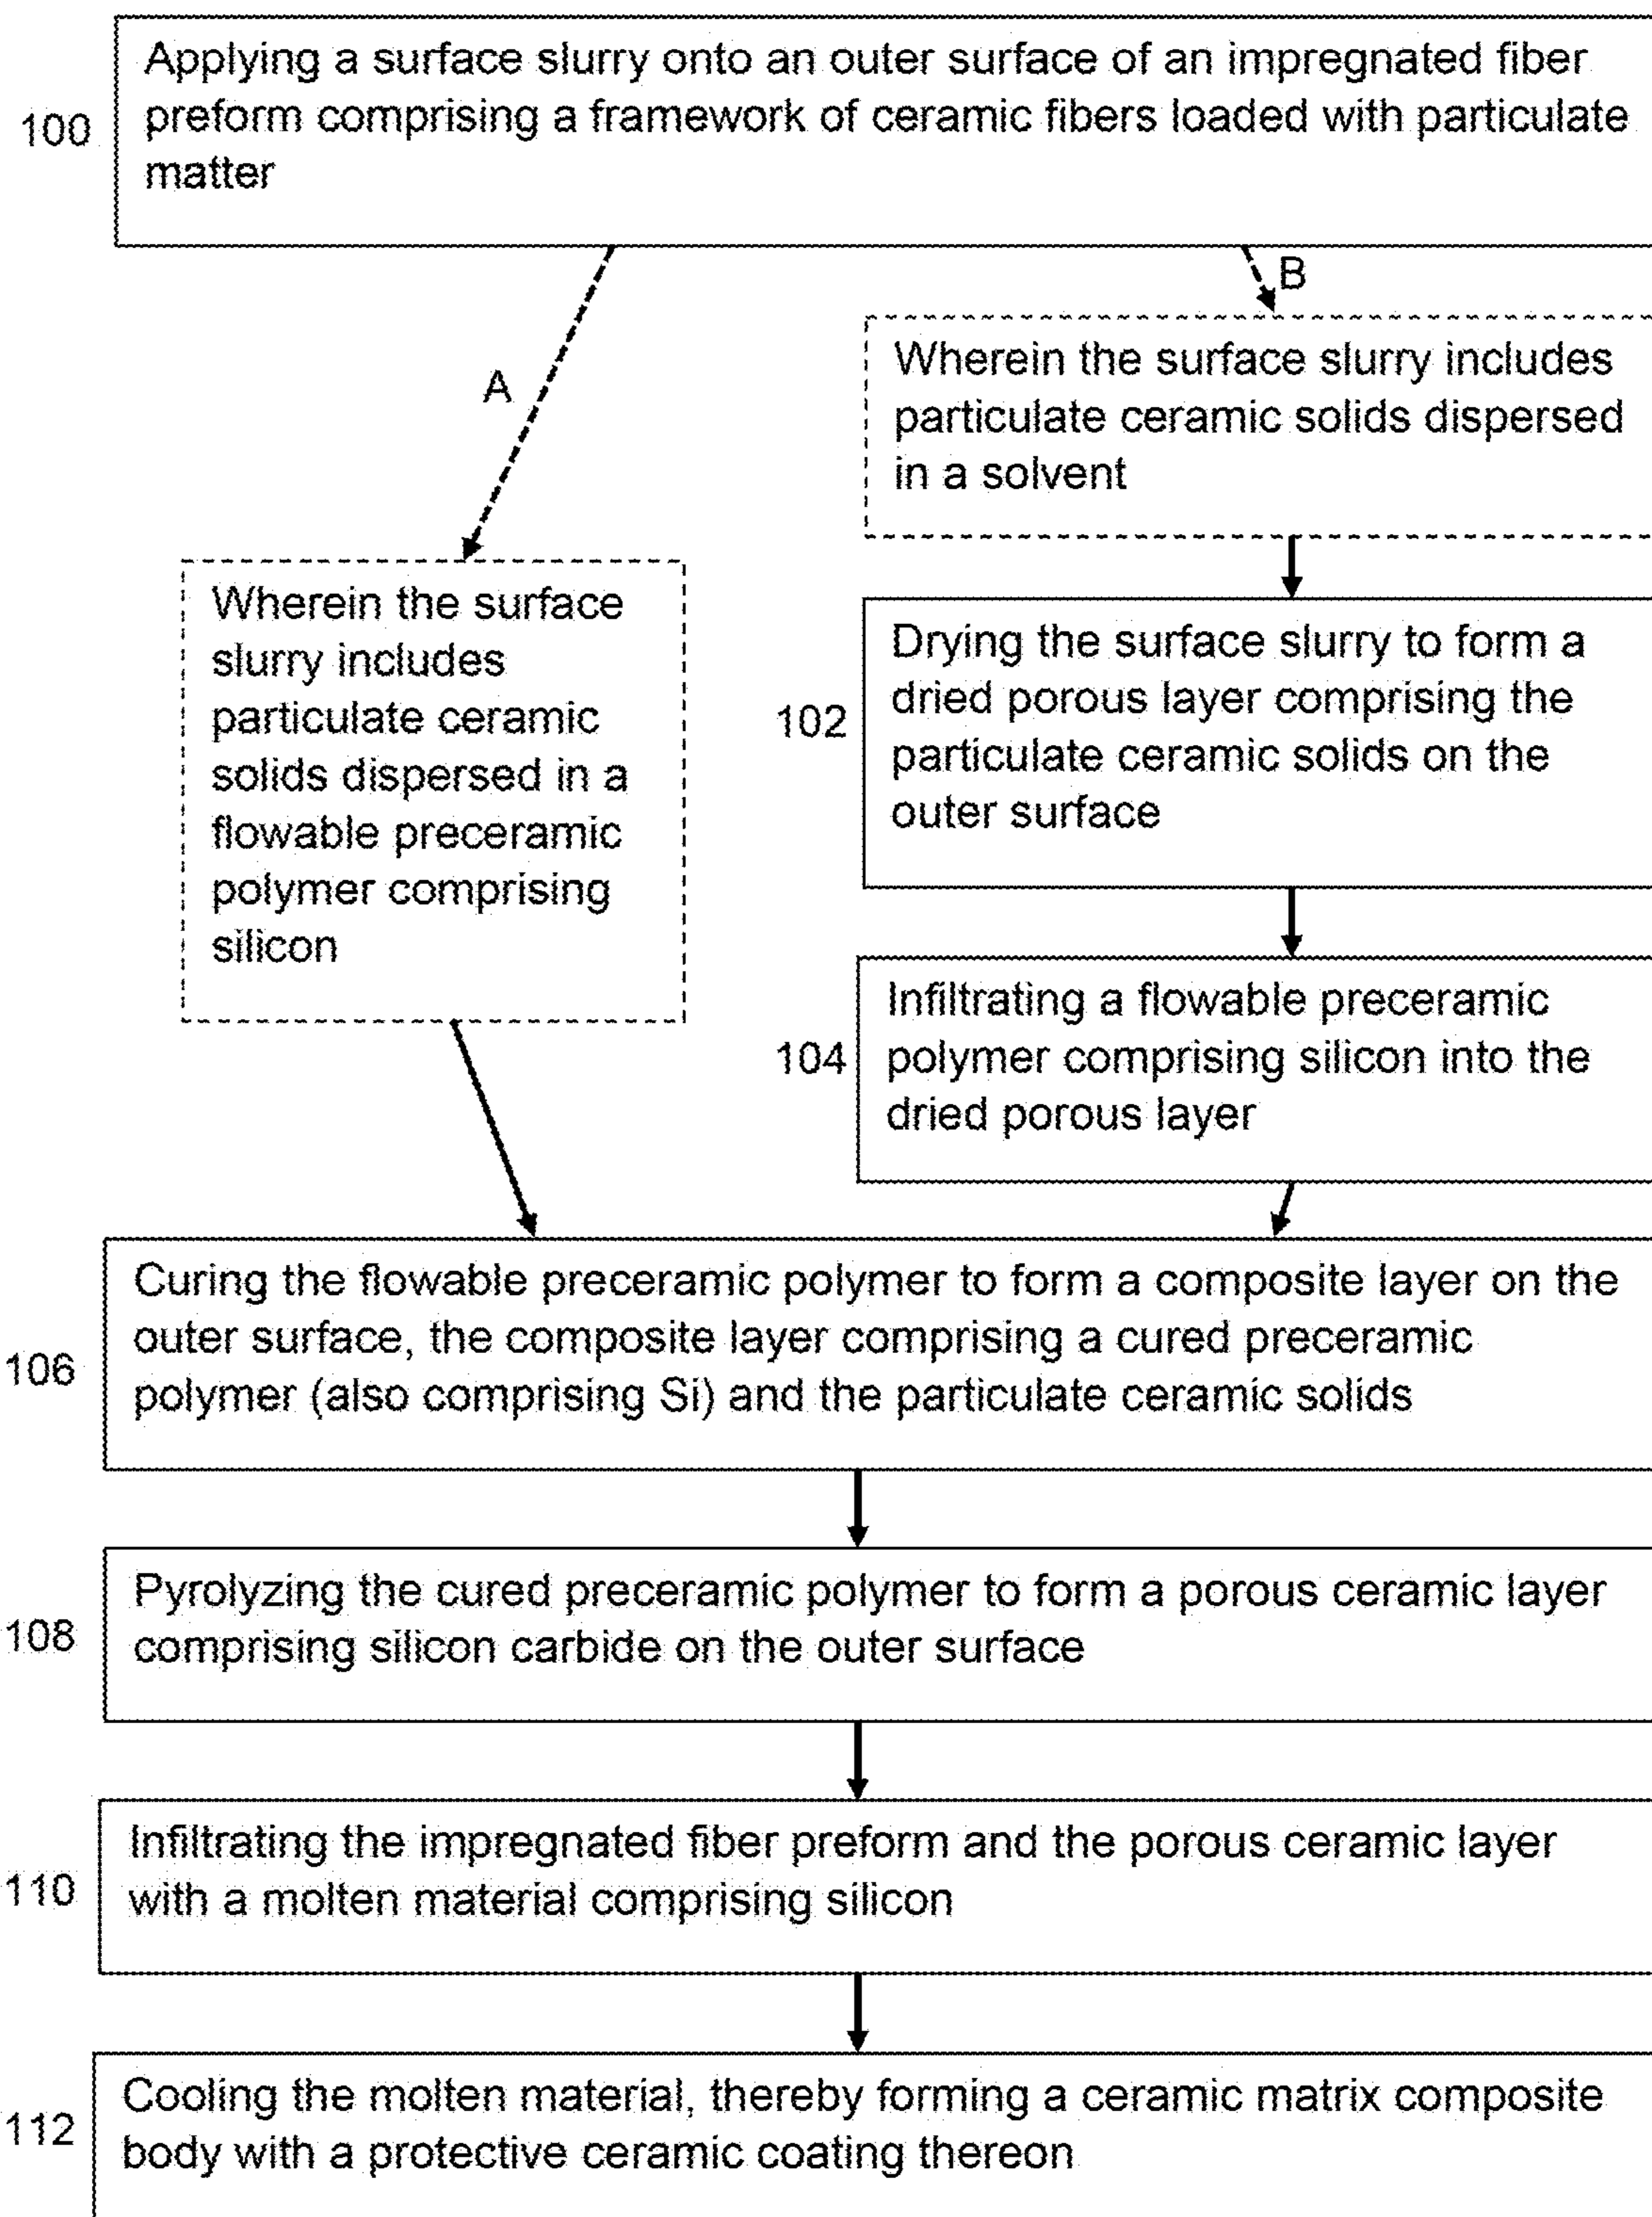 100
Applying a surface slurry onto an outer surface of an impregnated fiber
preform comprising a framework of ceramic fibers loaded with particulate
matter
A
B
Wherein the surface slurry includes
particulate ceramic solids dispersed
in a solvent
Wherein the surface
slurry includes
particulate ceramic
solids dispersed in a
flowable preceramic
polymer comprising
silicon
102
Drying the surface slurry to form a
dried porous layer comprising the
particulate ceramic solids on the
outer surface
104
Infiltrating a flowable preceramic
polymer comprising silicon into the
dried porous layer
106
Curing the flowable preceramic polymer to form a composite layer on the
outer surface, the composite layer comprising a cured preceramic
polymer (also comprising Si) and the particulate ceramic solids
108
Pyrolyzing the cured preceramic polymer to form a porous ceramic layer
comprising silicon carbide on the outer surface
110
Infiltrating the impregnated fiber preform and the porous ceramic layer
with a molten material comprising silicon
112
Cooling the molten material, thereby forming a ceramic matrix composite
body with a protective ceramic coating thereon